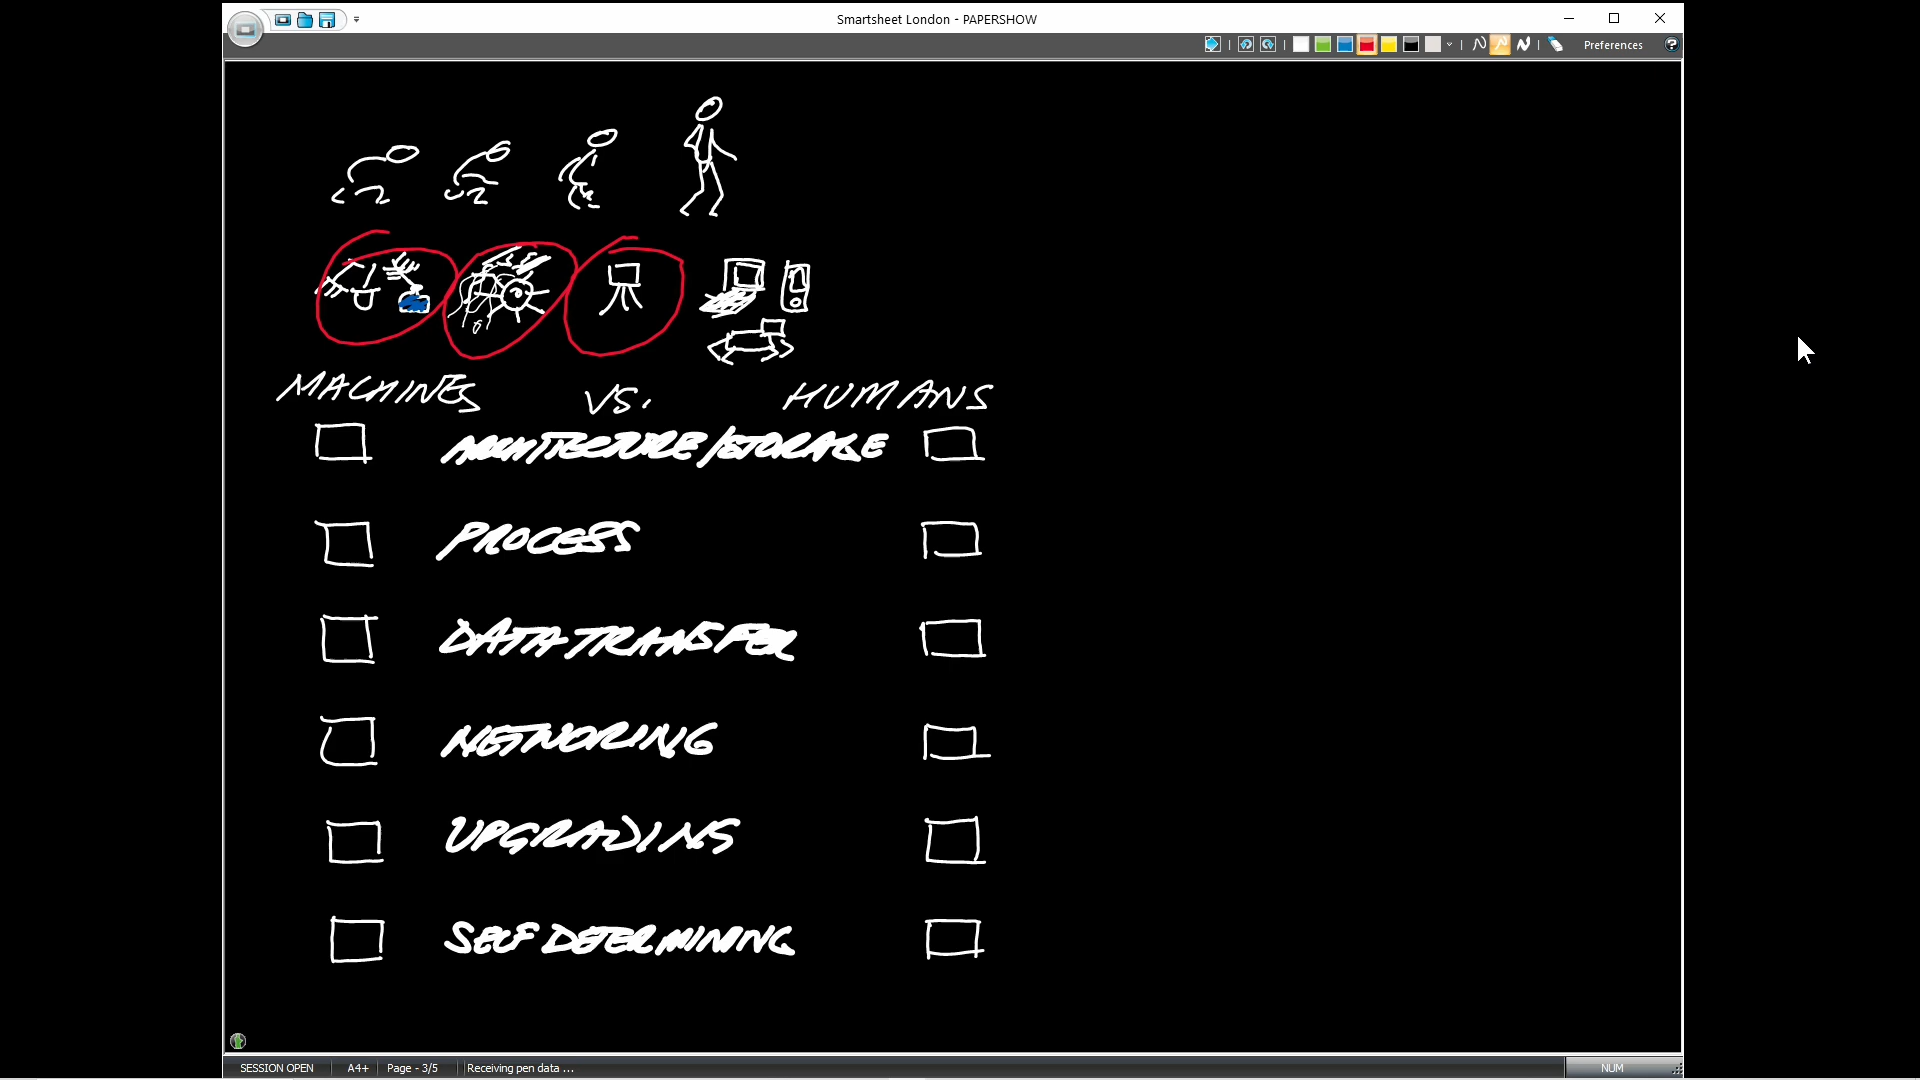 Smartsheet London - PAPERSHOW
Preferences
MACHINES VS. HUMANS
ARCHITECTURE/STORAGE
PROCESS
DATA TRANSFER
NETWORING
UPGRADING
SELF DETERMINING
SESSION OPEN A4+ Page - 3/5 Receiving pen data ... NUM